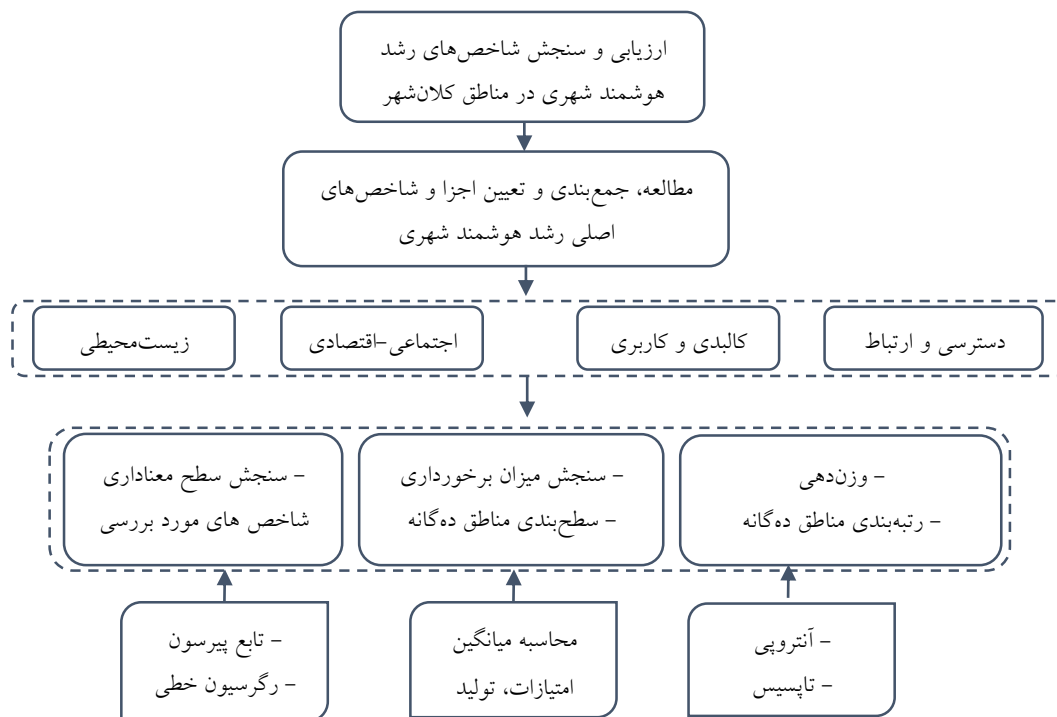 ارزیابی و سنجش شاخص‌های رشد
هوشمند شهری در مناطق کلان‌شهر
مطالعه، جمع‌بندی و تعیین اجزا و شاخص‌های
اصلی رشد هوشمند شهری
دسترسی و ارتباط
کالبدی و کاربری
اجتماعی-اقتصادی
زیست‌محیطی
- وزن‌دهی
- رتبه‌بندی مناطق ده‌گانه
- سنجش میزان برخورداری
- سطح‌بندی مناطق ده‌گانه
- سنجش سطح معناداری
شاخص های مورد بررسی
- آنتروپی
- تاپسیس
محاسبه میانگین
امتیازات، تولید
- تابع پیرسون
- رگرسیون خطی